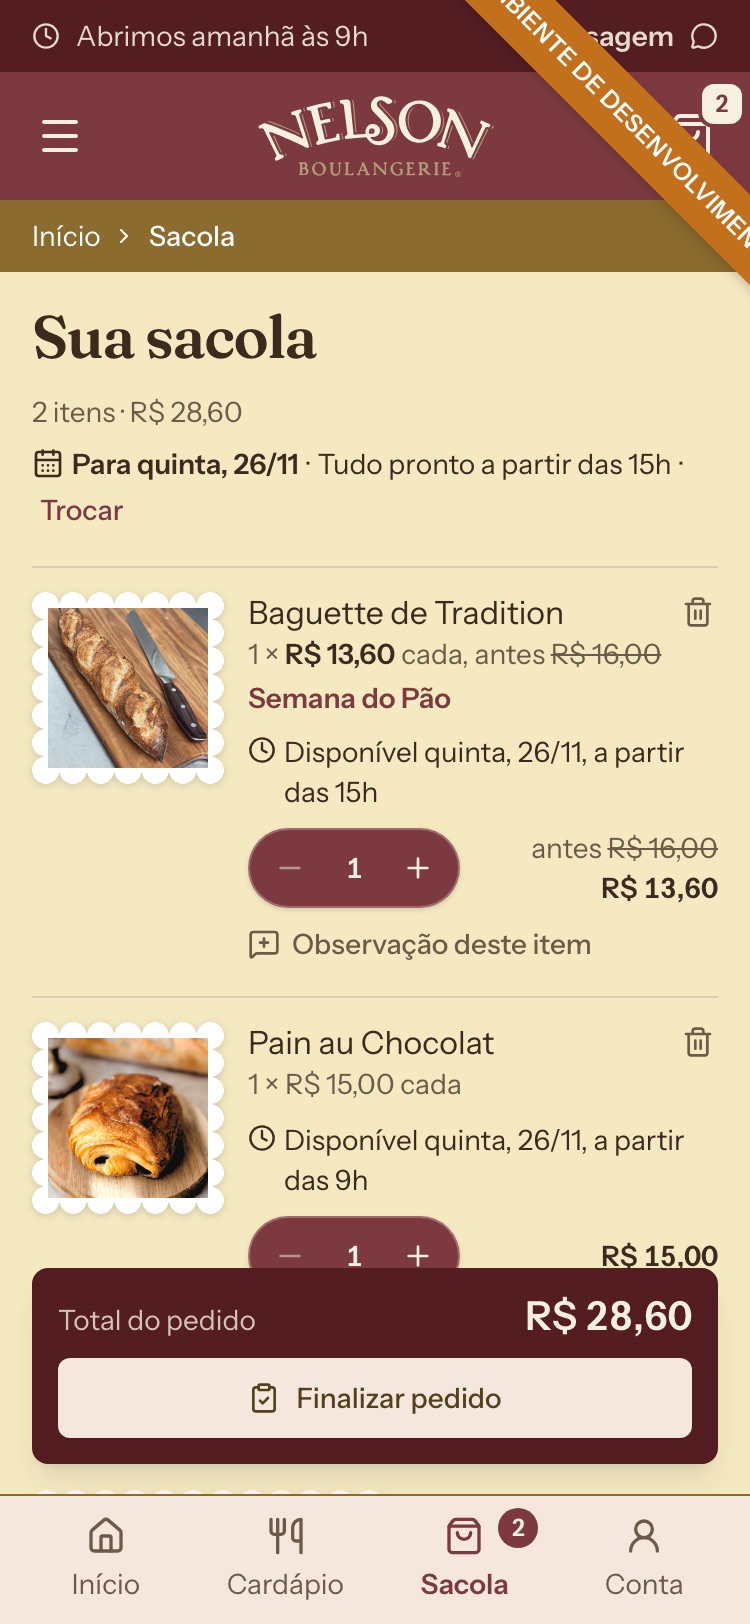 Abrimos amanhã às 9h
BIENTE DE DESENVOLVIMEN
2
NELSON
BOULANGERIE
Início > Sacola
Sua sacola
2 itens · R$ 28,60
Para quinta, 26/11 · Tudo pronto a partir das 15h ·
Trocar
Baguette de Tradition
1 × R$ 13,60 cada, antes R$ 16,00
Semana do Pão
Disponível quinta, 26/11, a partir
das 15h
antes R$ 16,00
1
R$ 13,60
Observação deste item
Pain au Chocolat
1 × R$ 15,00 cada
Disponível quinta, 26/11, a partir
das 9h
1 R$ 15,00
Total do pedido R$ 28,60
Finalizar pedido
2
Início Cardápio Sacola Conta